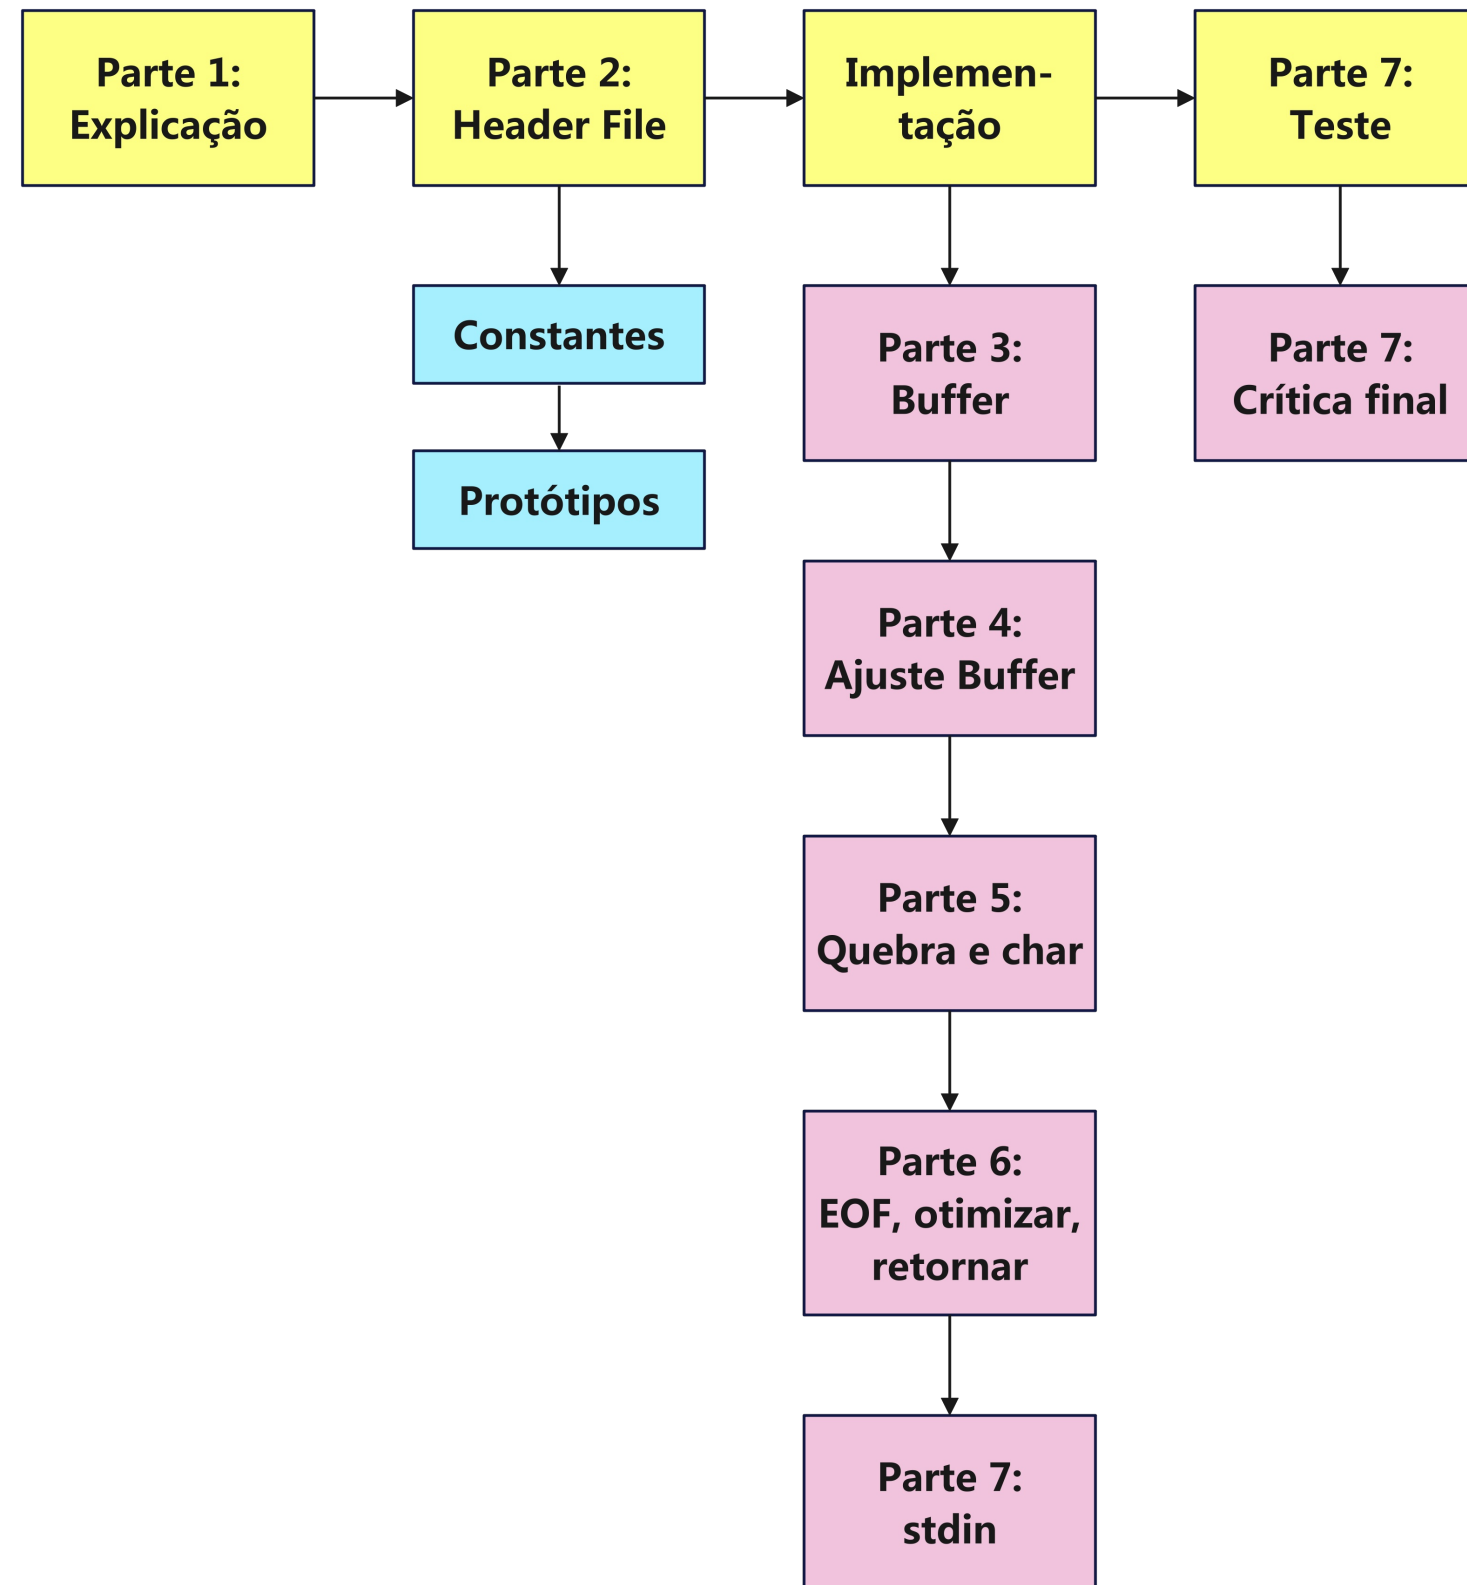 Parte 1:
Explicação
Parte 2:
Header File
Implemen-
tação
Parte 7:
Teste
Constantes
Protótipos
Parte 3:
Buffer
Parte 4:
Ajuste Buffer
Parte 5:
Quebra e char
Parte 6:
EOF, otimizar,
retornar
Parte 7:
stdin
Parte 7:
Crítica final